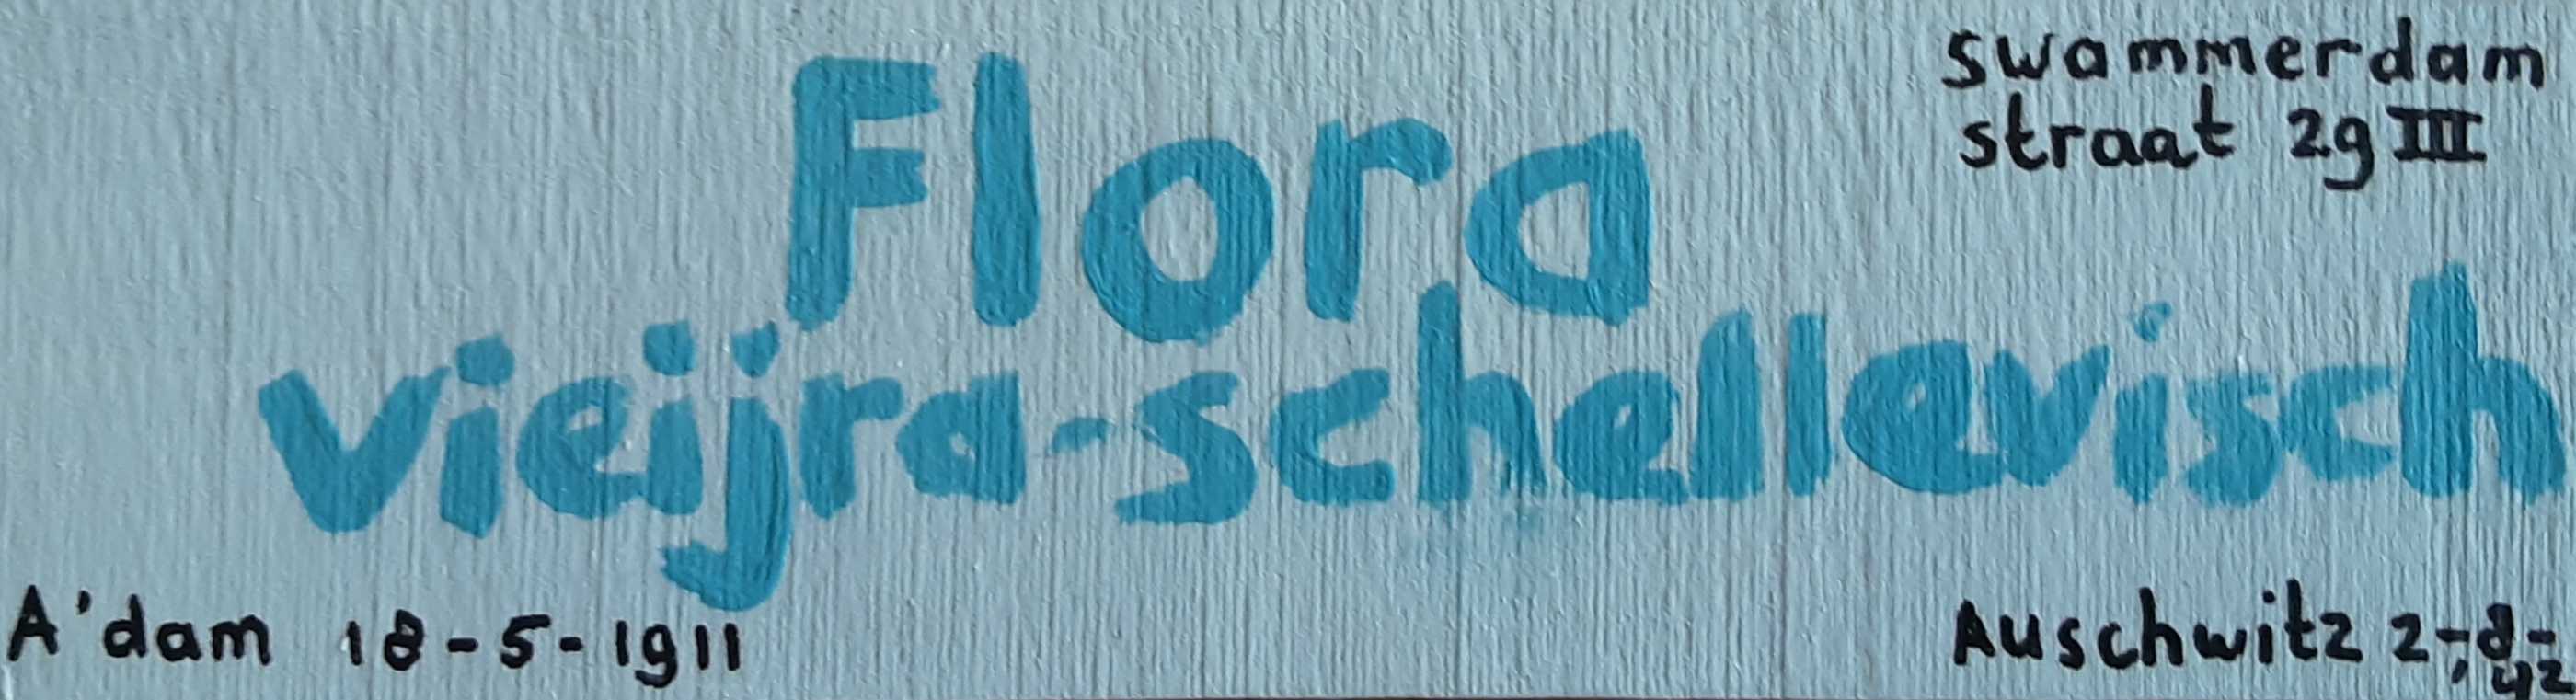 swammerdam
straat 29 III
Flora
vieijra-schellevisch
A'dam 18-5-1911
Auschwitz 2-8-
'42